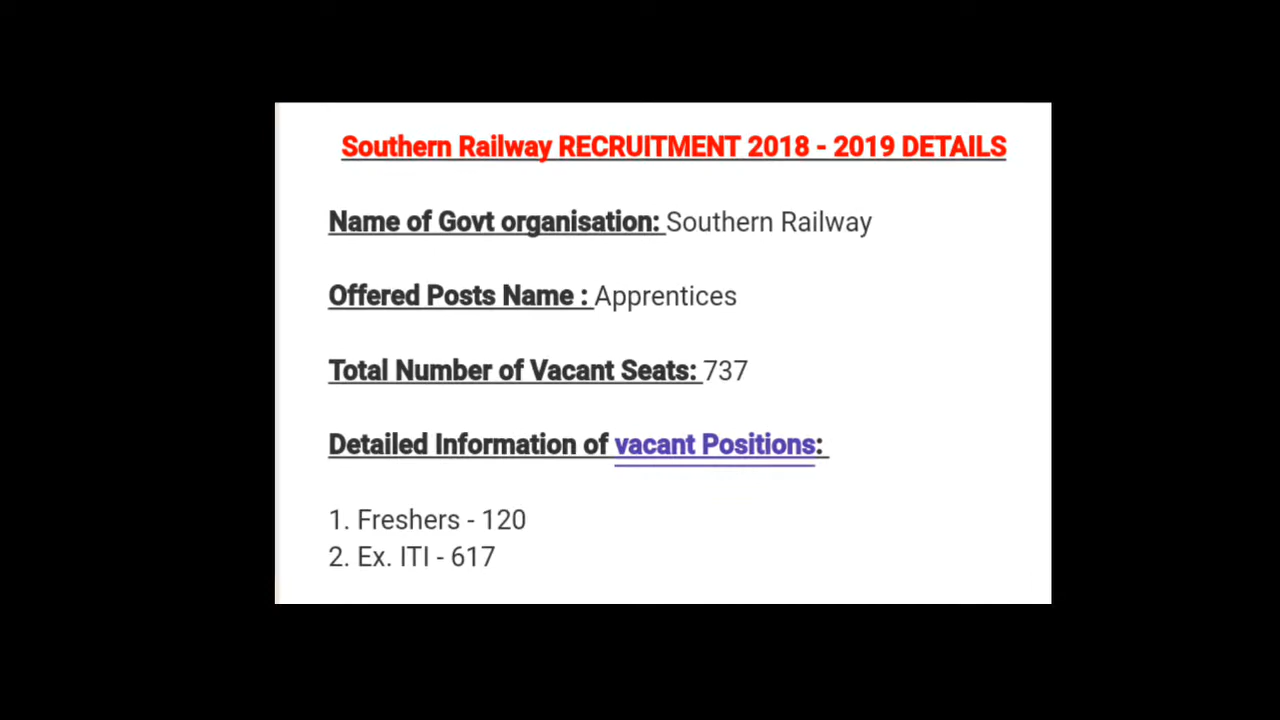 Southern Railway RECRUITMENT 2018 - 2019 DETAILS
Name of Govt organisation: Southern Railway
Offered Posts Name : Apprentices
Total Number of Vacant Seats: 737
Detailed Information of vacant Positions:
1. Freshers - 120
2. Ex. ITI - 617